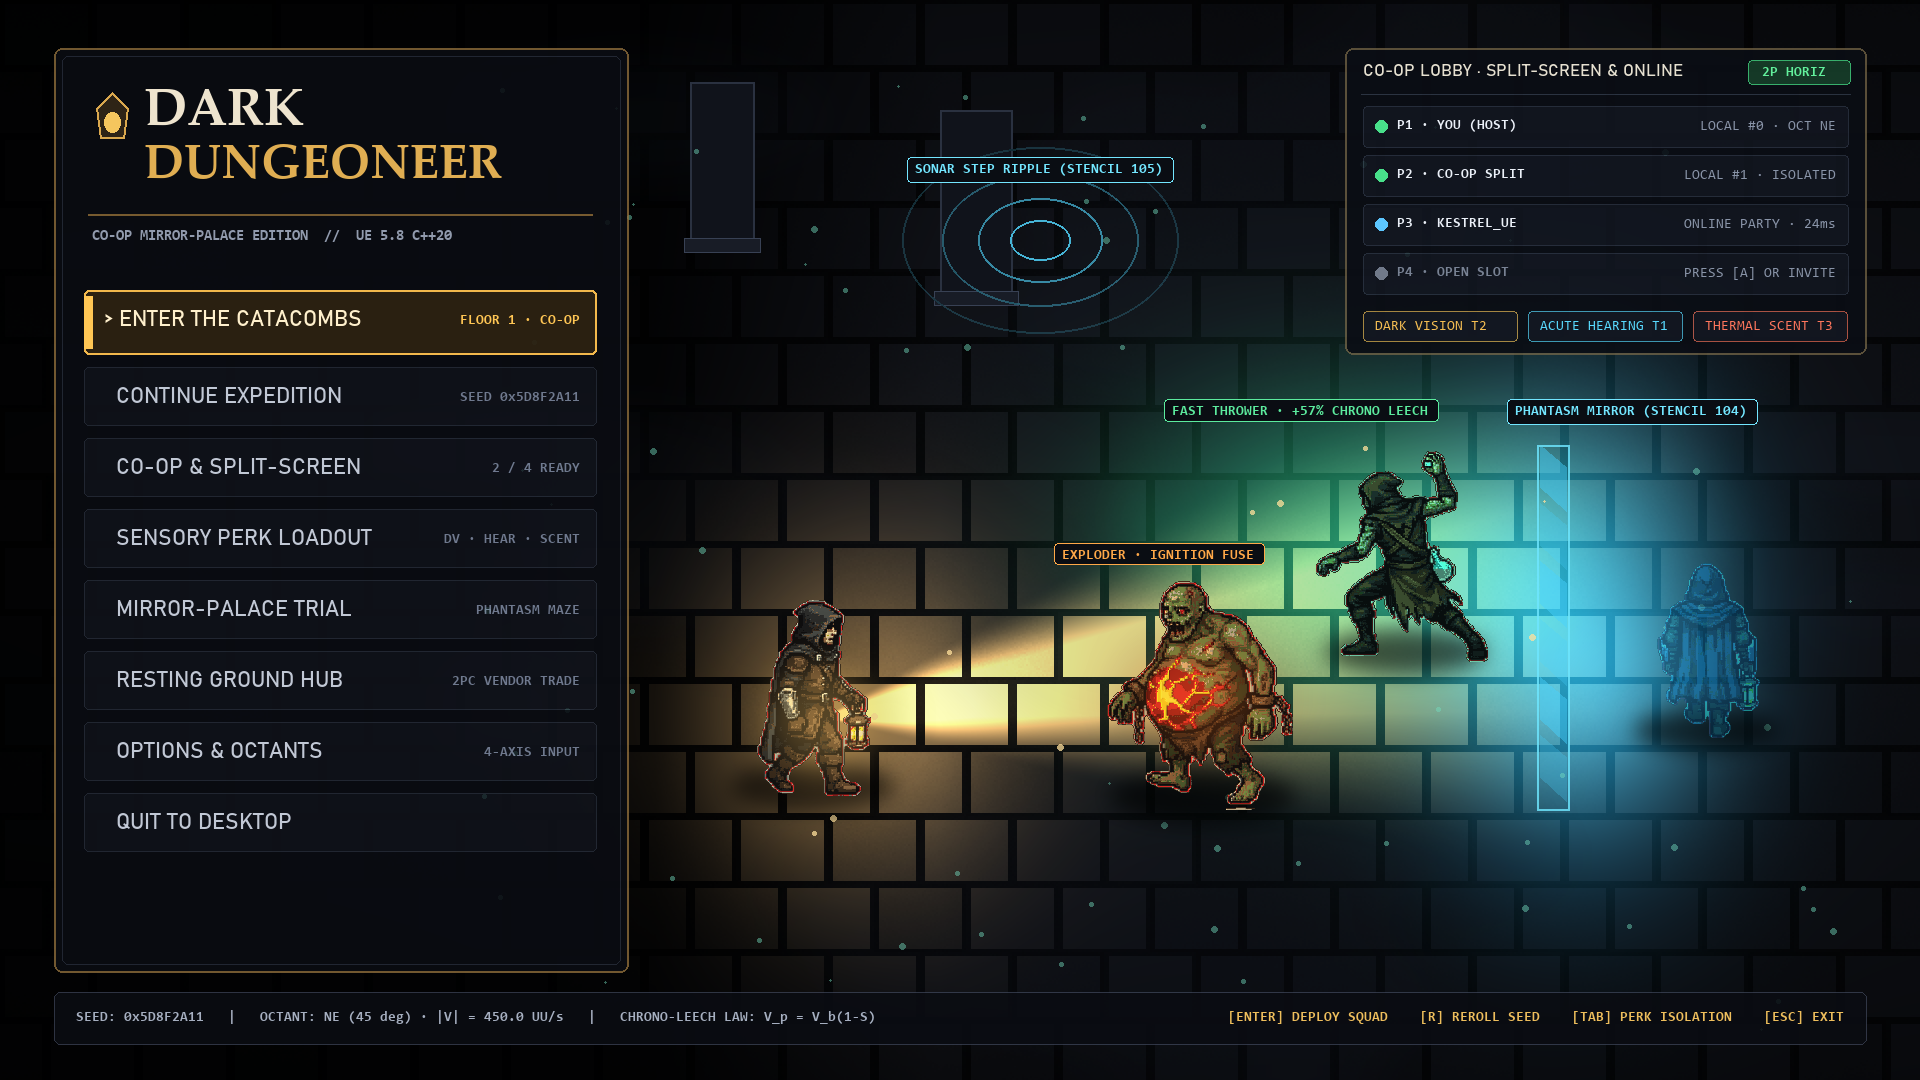 DARK
DUNGEONEER
CO-OP MIRROR-PALACE EDITION // UE 5.8 C++20
> ENTER THE CATACOMBS FLOOR 1 · CO-OP
CONTINUE EXPEDITION SEED 0x5D8F2A11
CO-OP & SPLIT-SCREEN 2 / 4 READY
SENSORY PERK LOADOUT DV · HEAR · SCENT
MIRROR-PALACE TRIAL PHANTASM MAZE
RESTING GROUND HUB 2PC VENDOR TRADE
OPTIONS & OCTANTS 4-AXIS INPUT
QUIT TO DESKTOP
SONAR STEP RIPPLE (STENCIL 105)
CO-OP LOBBY · SPLIT-SCREEN & ONLINE 2P HORIZ
P1 · YOU (HOST) LOCAL #0 · OCT NE
P2 · CO-OP SPLIT LOCAL #1 · ISOLATED
P3 · KESTREL_UE ONLINE PARTY · 24ms
P4 · OPEN SLOT PRESS [A] OR INVITE
DARK VISION T2 ACUTE HEARING T1 THERMAL SCENT T3
FAST THROWER · +57% CHRONO LEECH
PHANTASM MIRROR (STENCIL 104)
EXPLODER · IGNITION FUSE
SEED: 0x5D8F2A11 | OCTANT: NE (45 deg) · |V| = 450.0 UU/s | CHRONO-LEECH LAW: V_p = V_b(1-S) [ENTER] DEPLOY SQUAD [R] REROLL SEED [TAB] PERK ISOLATION [ESC] EXIT